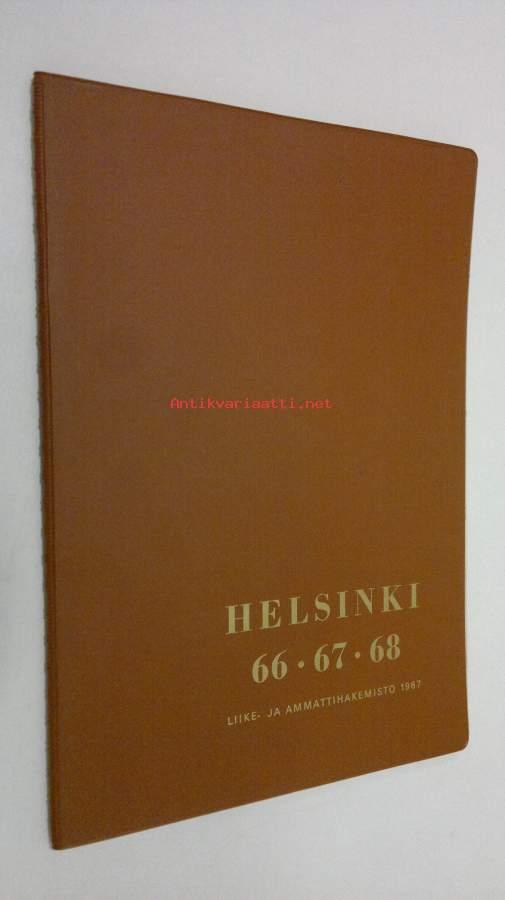 Antikvariaatti.net
HELSINKI
66 · 67 · 68
LIIKE- JA AMMATTIHAKEMISTO 1967